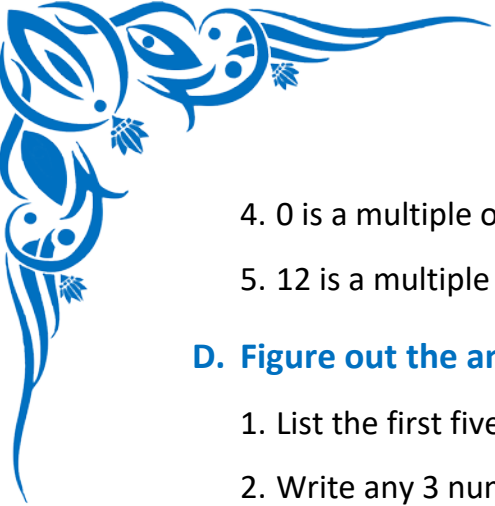 4. 0 is a multiple
5. 12 is a multiple
D. Figure out the
1. List the first five
2. Write any 3